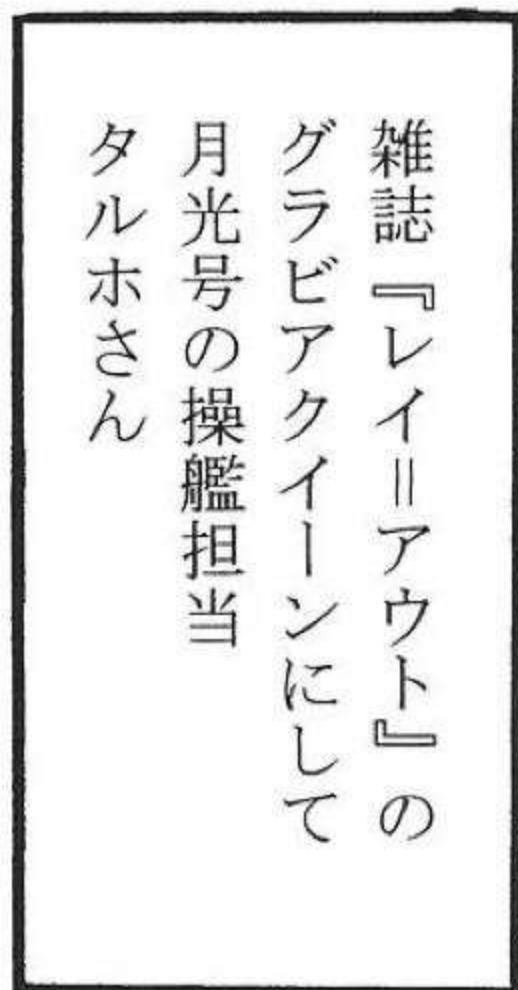 雑誌『レイ＝アウト』の
グラビアクイーンにして
月光号の操艦担当
タルホさん